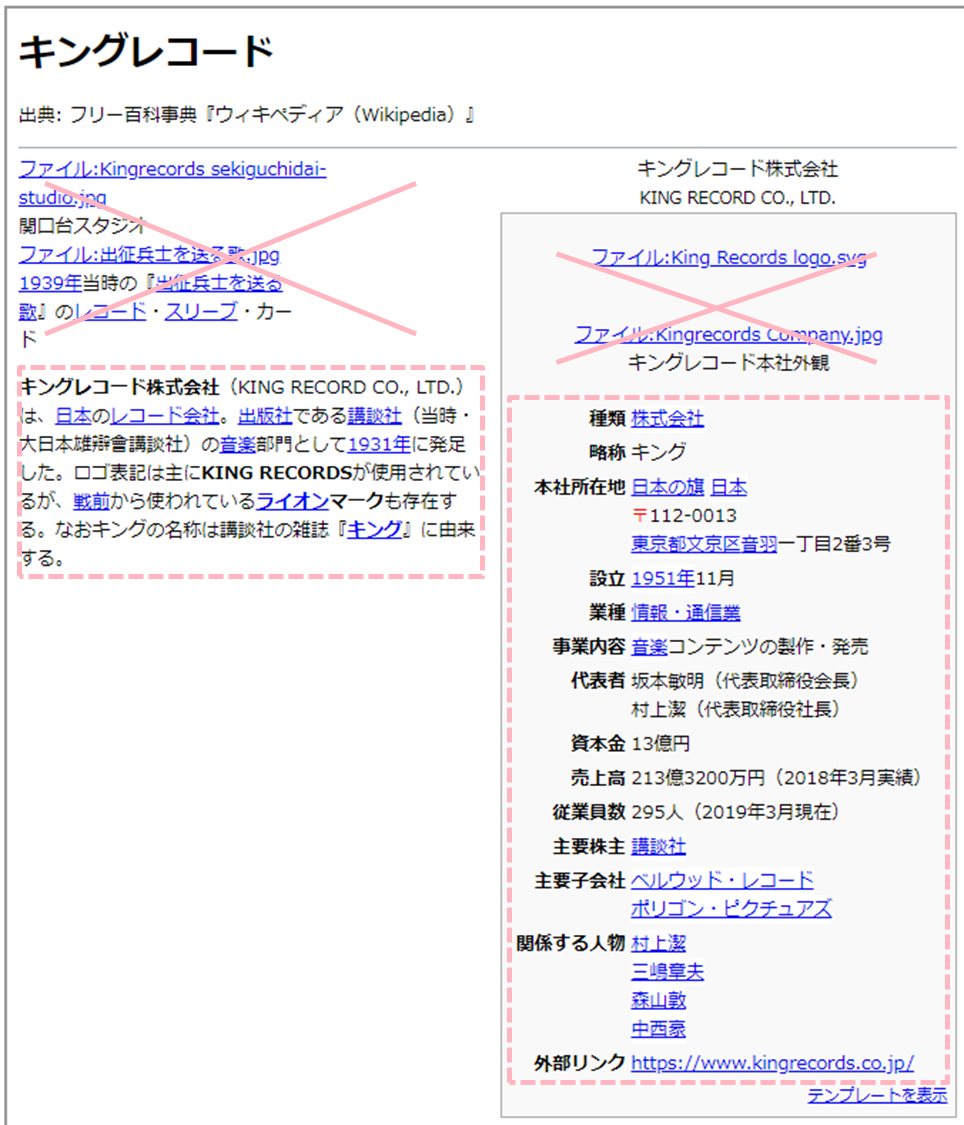 キングレコード
出典: フリー百科事典『ウィキペディア（Wikipedia）』
ファイル:Kingrecords sekiguchidai-
studio.jpg
関口台スタジオ
ファイル:出征兵士を送る歌.jpg
1939年当時の『出征兵士を送る
歌』のレコード・スリーブ・カー
ド
キングレコード株式会社（KING RECORD CO., LTD.）
は、日本のレコード会社。出版社である講談社（当時・
大日本雄辯會講談社）の音楽部門として1931年に発足
した。ロゴ表記は主にKING RECORDSが使用されてい
るが、戦前から使われているライオンマークも存在す
る。なおキングの名称は講談社の雑誌『キング』に由来
する。
キングレコード株式会社
KING RECORD CO., LTD.
ファイル:King Records logo.svg
ファイル:Kingrecords Company.jpg
キングレコード本社外観
種類 株式会社
略称 キング
本社所在地 日本の旗 日本
〒112-0013
東京都文京区音羽一丁目2番3号
設立 1951年11月
業種 情報・通信業
事業内容 音楽コンテンツの製作・発売
代表者 坂本敏明（代表取締役会長）
村上潔（代表取締役社長）
資本金 13億円
売上高 213億3200万円（2018年3月実績）
従業員数 295人（2019年3月現在）
主要株主 講談社
主要子会社 ベルウッド・レコード
ポリゴン・ピクチュアズ
関係する人物 村上潔
三嶋章夫
森山敦
中西豪
外部リンク https://www.kingrecords.co.jp/
テンプレートを表示